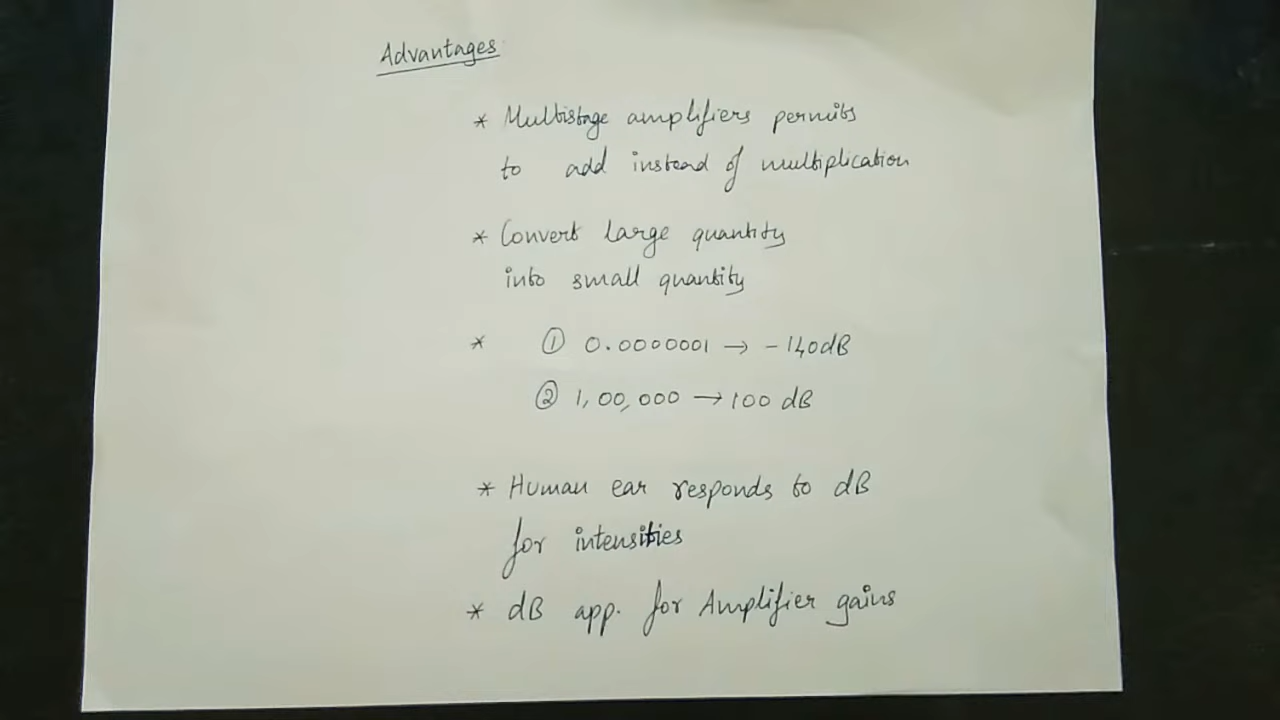 Advantages
* Multistage amplifiers permits
to add instead of multiplication
* Convert large quantity
into small quantity
* ① 0.0000001 → -140dB
② 1,00,000 → 100 dB
* Human ear responds to dB
for intensities
* dB app. for Amplifier gains